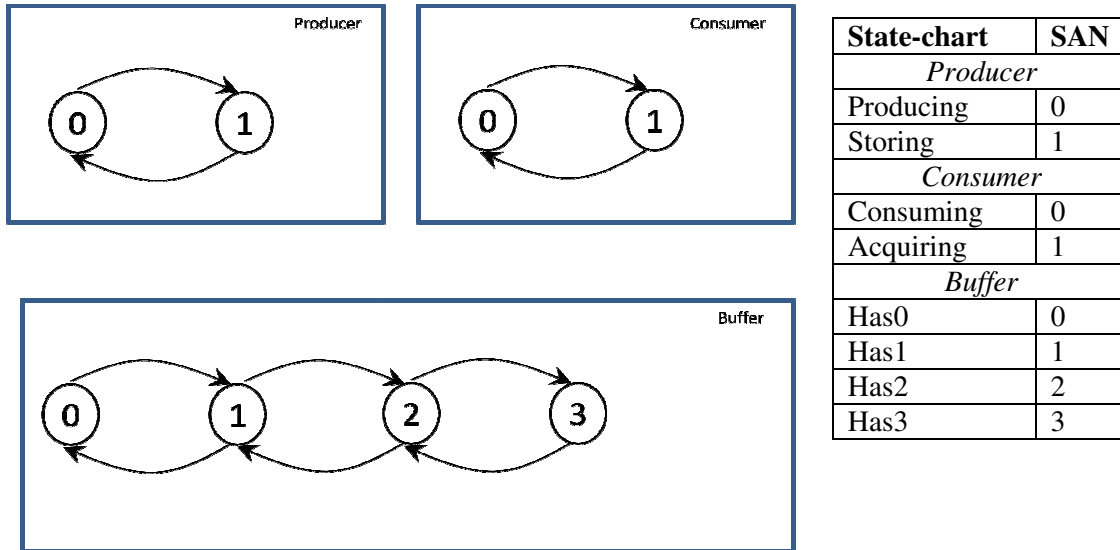 Producer
0 1
Consumer
0 1
Buffer
0 1 2 3
State-chart SAN
Producer
Producing 0
Storing 1
Consumer
Consuming 0
Acquiring 1
Buffer
Has0 0
Has1 1
Has2 2
Has3 3